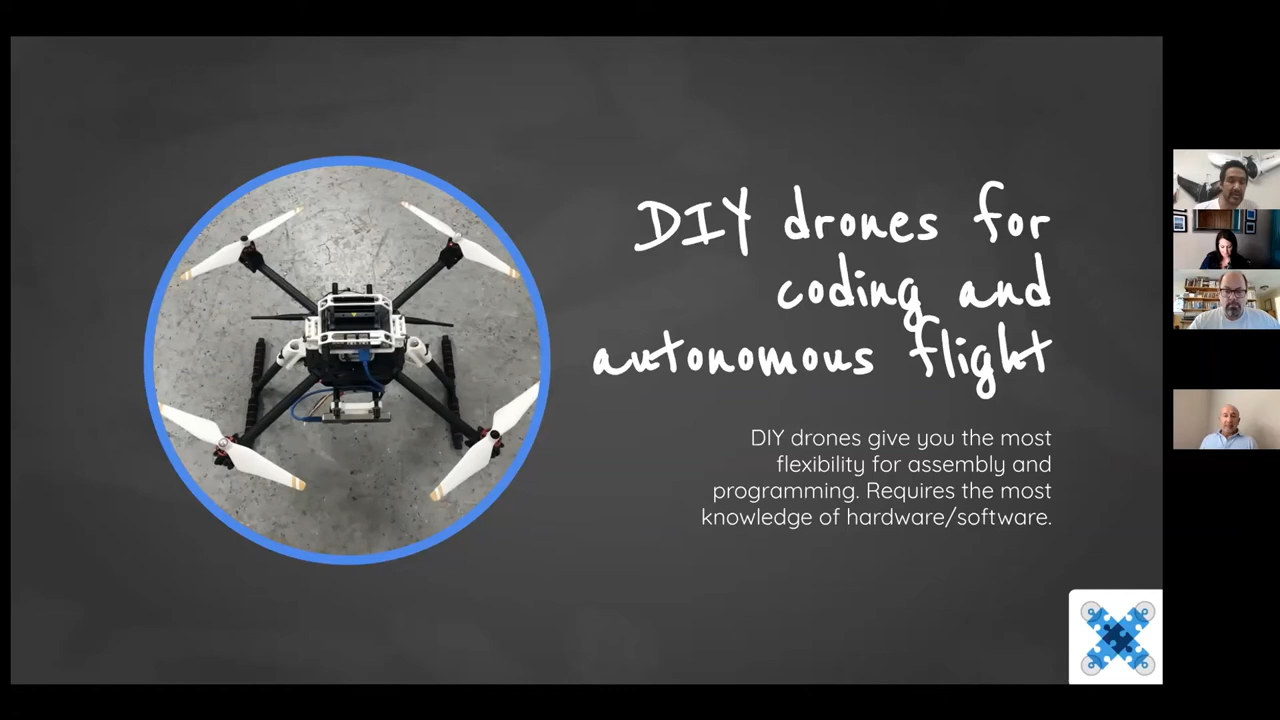 DIY drones for
coding and
autonomous flight
DIY drones give you the most
flexibility for assembly and
programming. Requires the most
knowledge of hardware/software.